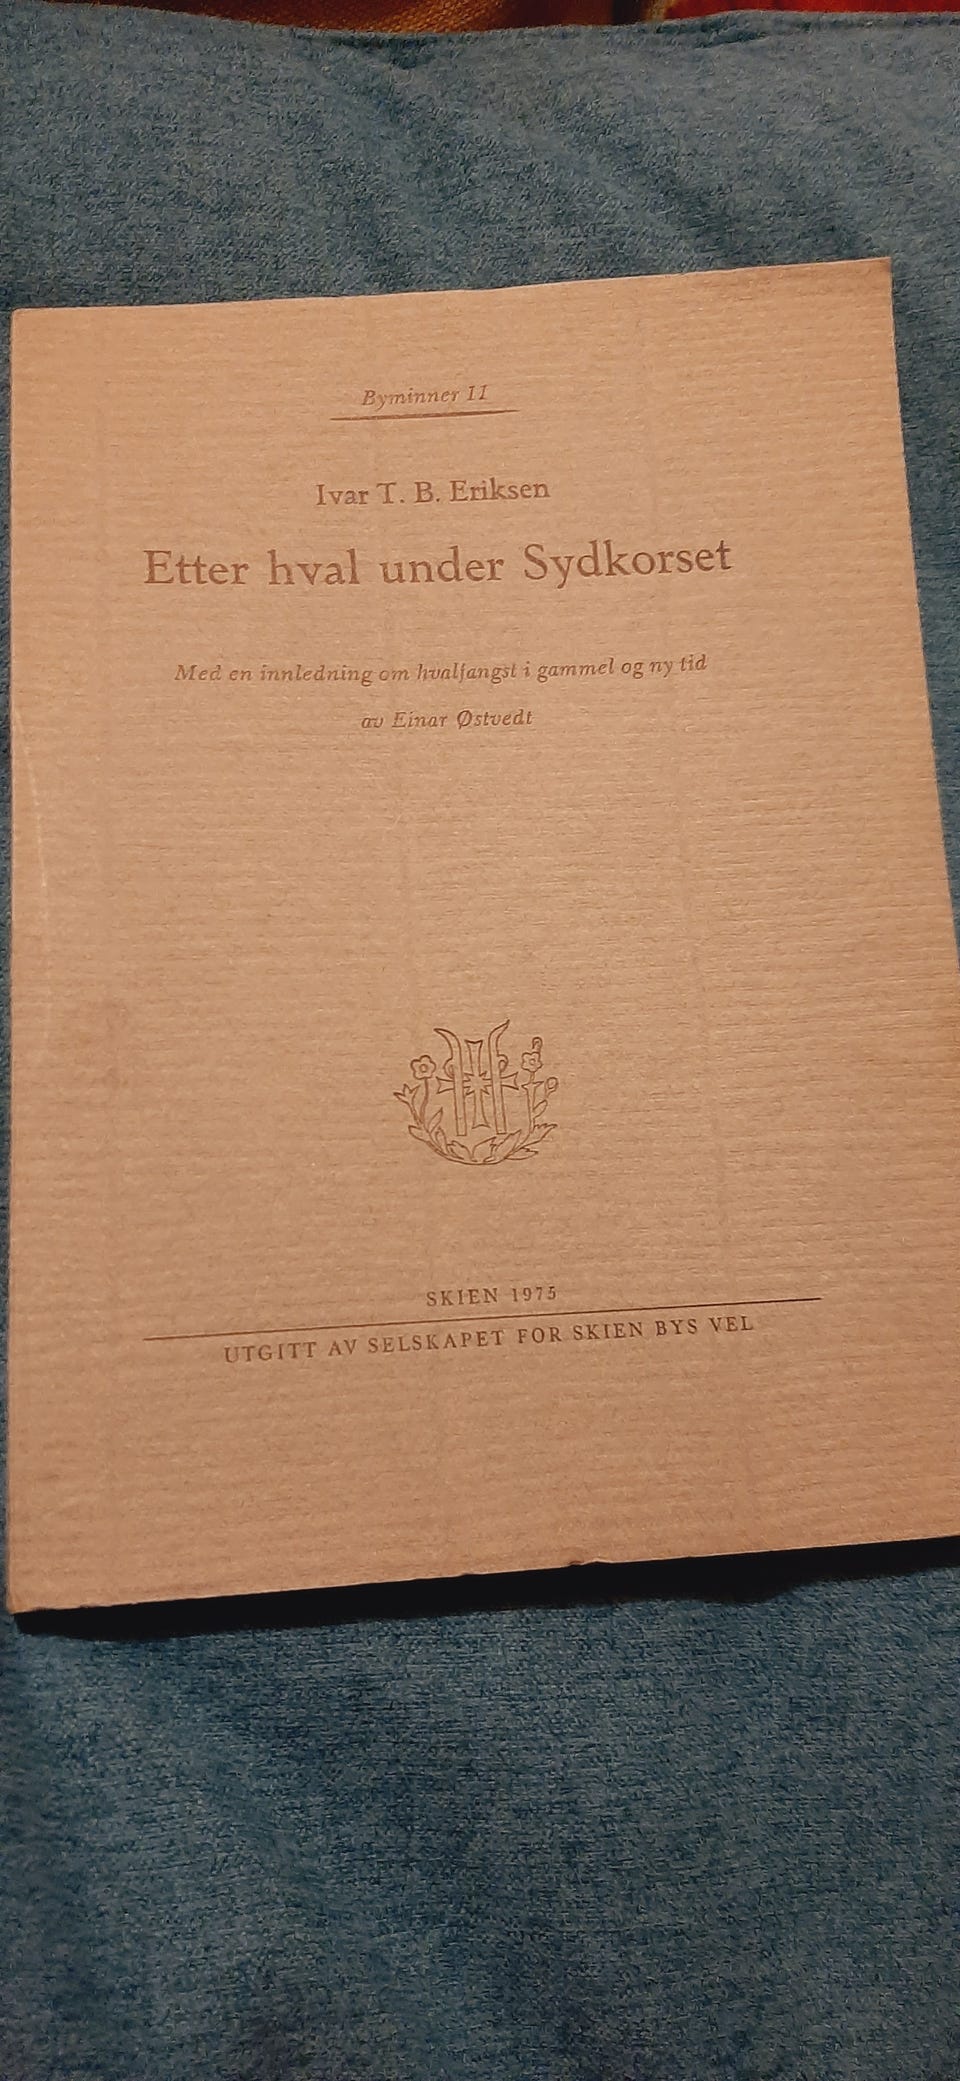 Byminner II
Ivar T. B. Eriksen
Etter hval under Sydkorset
Med en innledning om hvalfangst i gammel og ny tid
av Einar Østvedt
SKIEN 1975
UTGITT AV SELSKAPET FOR SKIEN BYS VEL